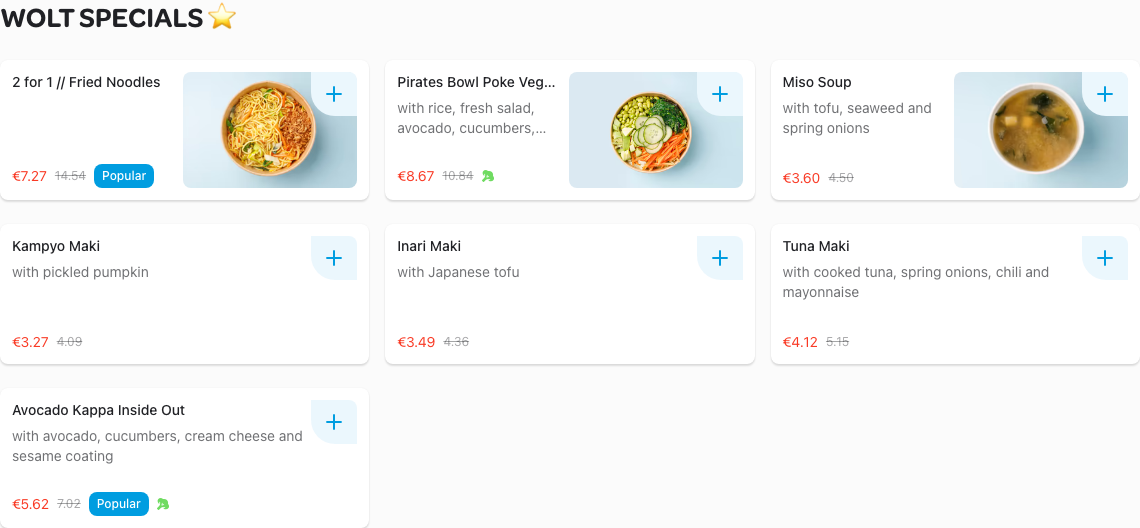 WOLT SPECIALS ⭐
2 for 1 // Fried Noodles
€7.27 14.54 Popular
Pirates Bowl Poke Veg...
with rice, fresh salad,
avocado, cucumbers,...
€8.67 10.84
Miso Soup
with tofu, seaweed and
spring onions
€3.60 4.50
Kampyo Maki
with pickled pumpkin
€3.27 4.09
Inari Maki
with Japanese tofu
€3.49 4.36
Tuna Maki
with cooked tuna, spring onions, chili and
mayonnaise
€4.12 5.15
Avocado Kappa Inside Out
with avocado, cucumbers, cream cheese and
sesame coating
€5.62 7.02 Popular